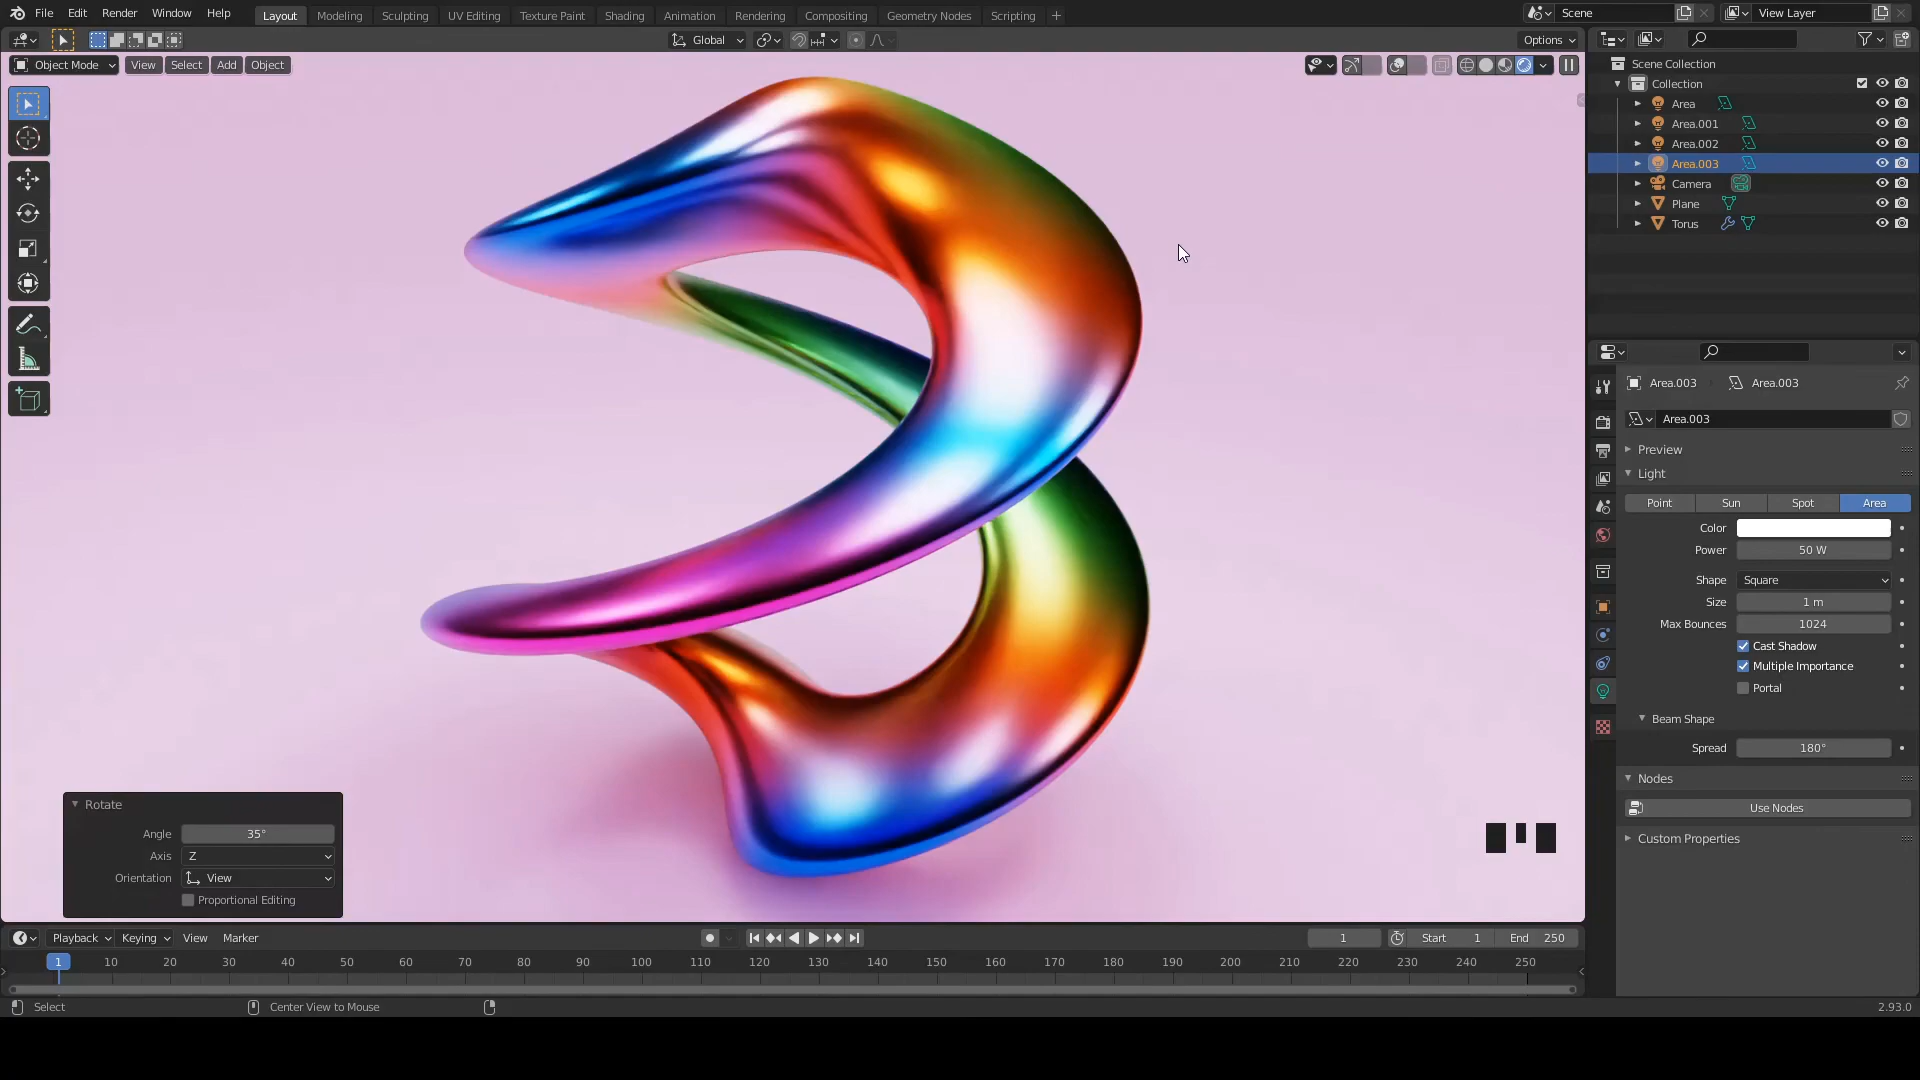 File Edit Render Window Help Layout Modeling Sculpting UV Editing Texture Paint Shading Animation Rendering Compositing Geometry Nodes Scripting + Scene View Layer
Global Options
Object Mode View Select Add Object
Scene Collection
Collection
Area
Area.001
Area.002
Area.003
Camera
Plane
Torus
Area.003 Area.003
Area.003
Preview
Light
Point Sun Spot Area
Color
Power 50 W
Shape Square
Size 1 m
Max Bounces 1024
Cast Shadow
Multiple Importance
Portal
Beam Shape
Spread 180°
Nodes
Use Nodes
Custom Properties
Rotate
Angle 35°
Axis Z
Orientation View
Proportional Editing
Playback Keying View Marker 1 Start 1 End 250
1 10 20 30 40 50 60 70 80 90 100 110 120 130 140 150 160 170 180 190 200 210 220 230 240 250
Select Center View to Mouse 2.93.0